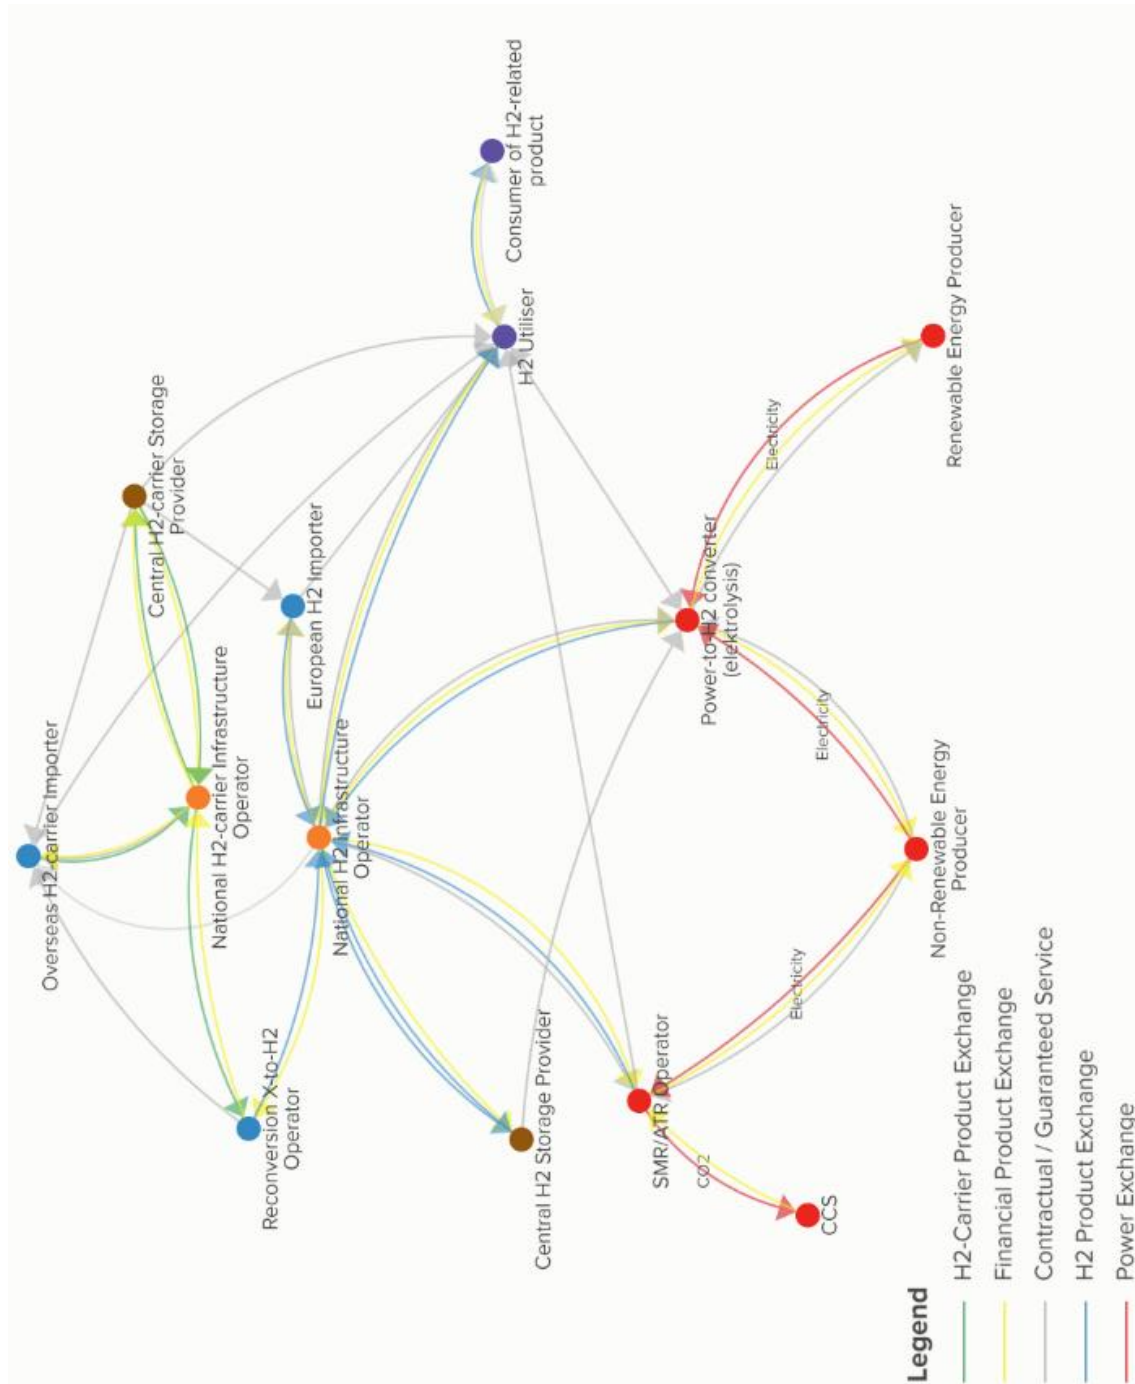 Overseas H2-carrier Importer
Reconversion X-to-H2
Operator
National H2-carrier Infrastructure
Operator
Central H2-carrier Storage
Provider
European H2 Importer
National H2 Infrastructure
Operator
Central H2 Storage Provider
Consumer of H2-related
product
H2 Utiliser
SMR/ATR Operator
CO2
CCS
Power-to-H2 converter
(elektrolysis)
Electricity
Electricity
Electricity
Non-Renewable Energy
Producer
Renewable Energy Producer
Legend
H2-Carrier Product Exchange
Financial Product Exchange
Contractual / Guaranteed Service
H2 Product Exchange
Power Exchange